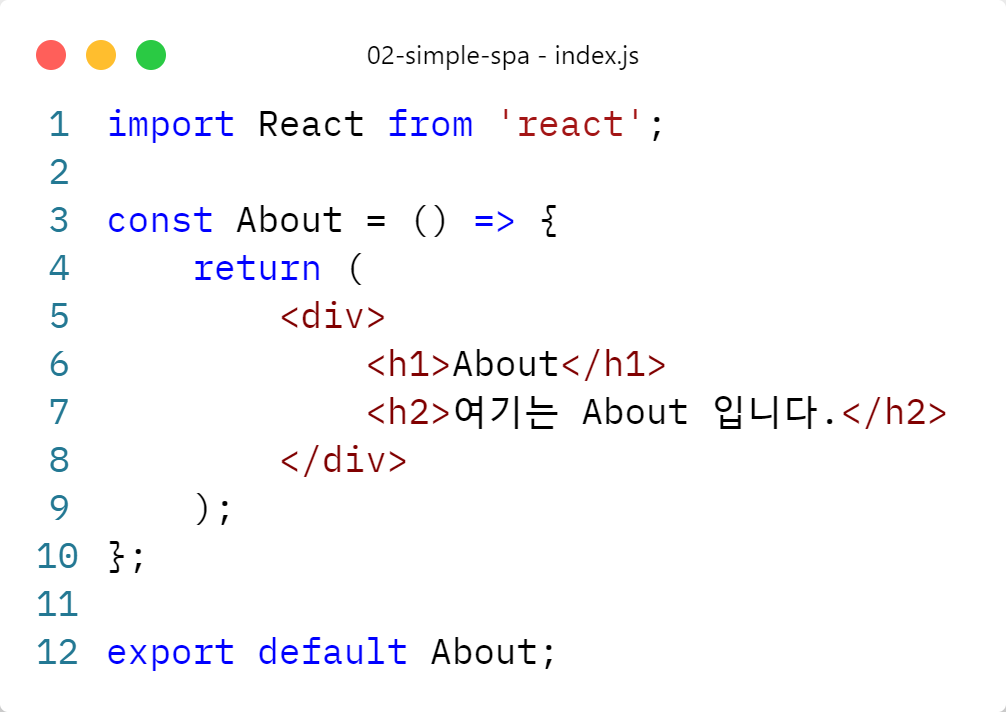 02-simple-spa - index.js
1 import React from 'react';
2
3 const About = () => {
4     return (
5         <div>
6             <h1>About</h1>
7             <h2>여기는 About 입니다.</h2>
8         </div>
9     );
10 };
11
12 export default About;